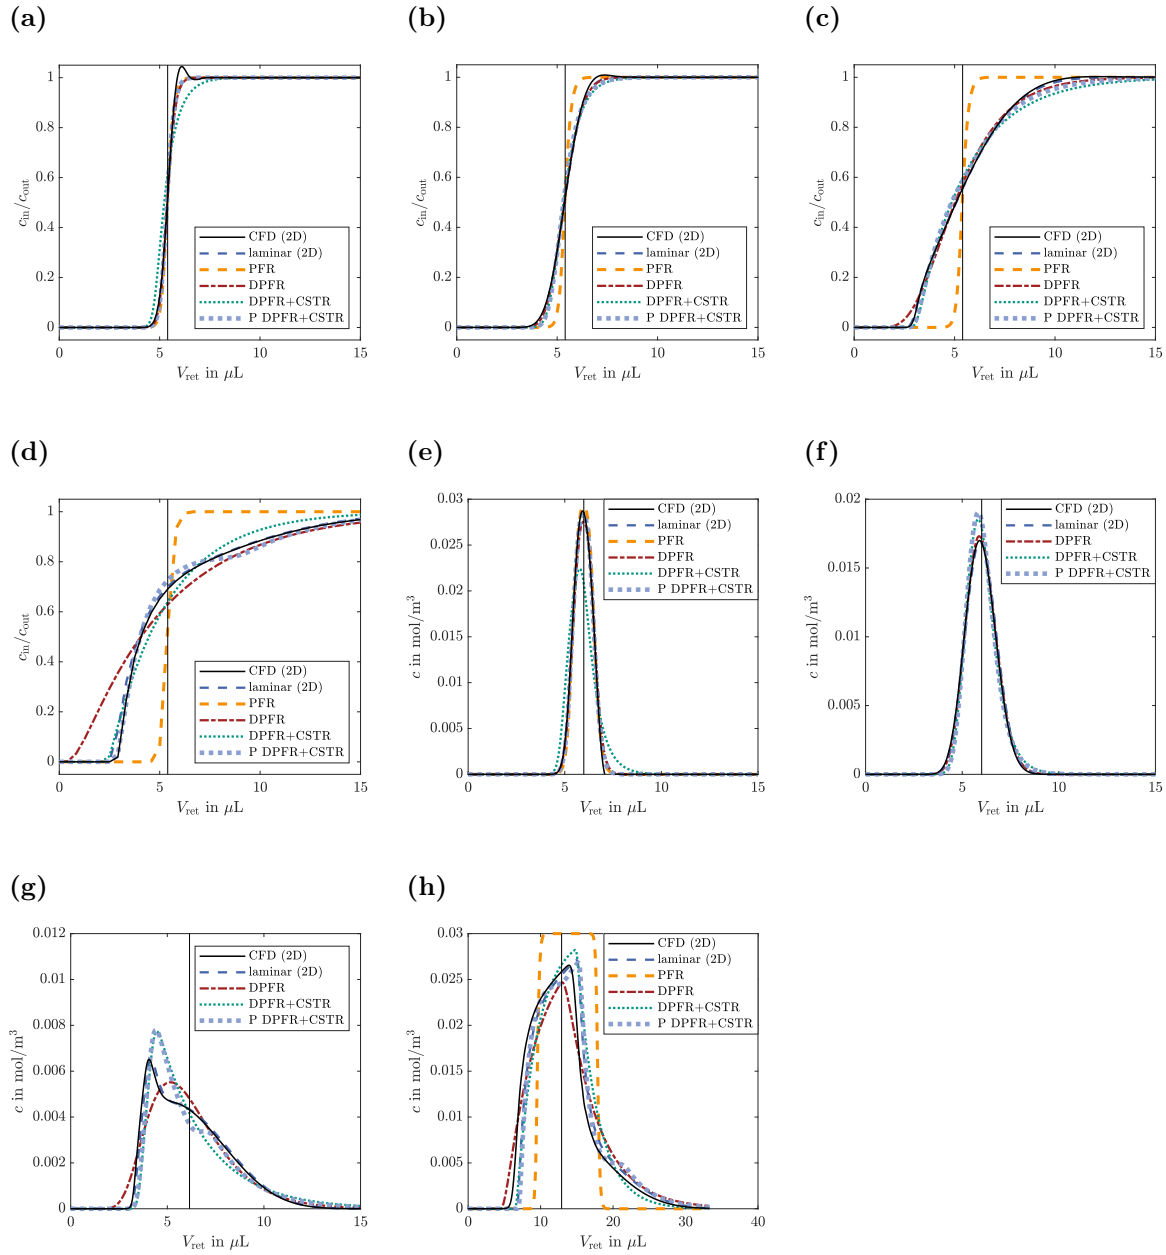 (a)
(b)
(c)
1
0.8
0.6
0.4
0.2
0
c_in/c_out
CFD (2D)
laminar (2D)
PFR
DPFR
DPFR+CSTR
P DPFR+CSTR
0 5 10 15
V_ret in μL
1
0.8
0.6
0.4
0.2
0
c_in/c_out
CFD (2D)
laminar (2D)
PFR
DPFR
DPFR+CSTR
P DPFR+CSTR
0 5 10 15
V_ret in μL
1
0.8
0.6
0.4
0.2
0
c_in/c_out
CFD (2D)
laminar (2D)
PFR
DPFR
DPFR+CSTR
P DPFR+CSTR
0 5 10 15
V_ret in μL
(d)
(e)
(f)
1
0.8
0.6
0.4
0.2
0
c_in/c_out
CFD (2D)
laminar (2D)
PFR
DPFR
DPFR+CSTR
P DPFR+CSTR
0 5 10 15
V_ret in μL
0.03
0.025
0.02
0.015
0.01
0.005
0
c in mol/m³
CFD (2D)
laminar (2D)
PFR
DPFR
DPFR+CSTR
P DPFR+CSTR
0 5 10 15
V_ret in μL
0.02
0.015
0.01
0.005
0
c in mol/m³
CFD (2D)
laminar (2D)
DPFR
DPFR+CSTR
P DPFR+CSTR
0 5 10 15
V_ret in μL
(g)
(h)
0.012
0.01
0.008
0.006
0.004
0.002
0
c in mol/m³
CFD (2D)
laminar (2D)
DPFR
DPFR+CSTR
P DPFR+CSTR
0 5 10 15
V_ret in μL
0.03
0.025
0.02
0.015
0.01
0.005
0
c in mol/m³
CFD (2D)
laminar (2D)
PFR
DPFR
DPFR+CSTR
P DPFR+CSTR
0 10 20 30 40
V_ret in μL